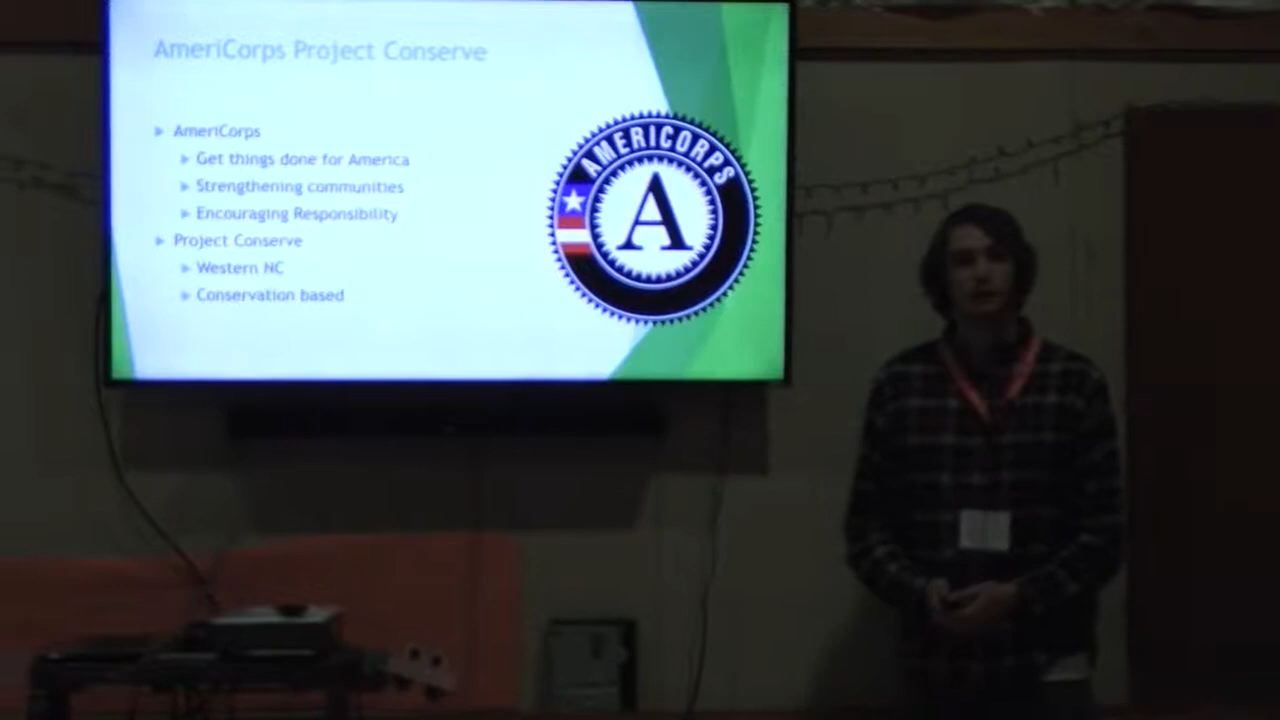 AmeriCorps Project Conserve
AmeriCorps
Get things done for America
Strengthening communities
Encouraging Responsibility
Project Conserve
Western NC
Conservation based
AMERICORPS
A